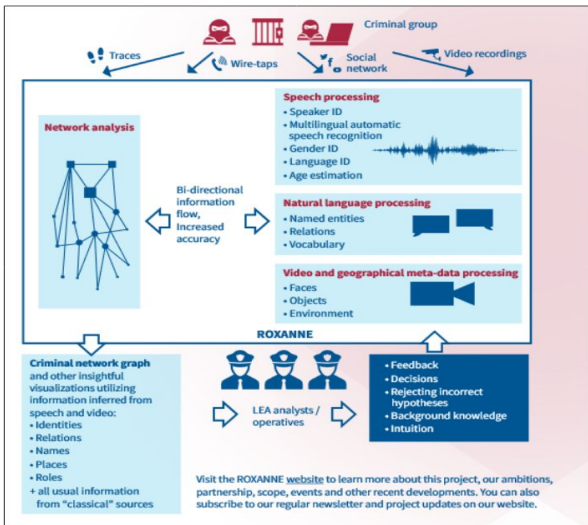 Criminal group
Traces
Wire-taps
Social
network
Video recordings
Network analysis
Bi-directional
information
flow,
Increased
accuracy
Speech processing
• Speaker ID
• Multilingual automatic
speech recognition
• Gender ID
• Language ID
• Age estimation
Natural language processing
• Named entities
• Relations
• Vocabulary
Video and geographical meta-data processing
• Faces
• Objects
• Environment
ROXANNE
Criminal network graph
and other insightful
visualizations utilizing
information inferred from
speech and video:
• Identities
• Relations
• Names
• Places
• Roles
+ all usual information
from “classical” sources
LEA analysts /
operatives
• Feedback
• Decisions
• Rejecting incorrect
hypotheses
• Background knowledge
• Intuition
Visit the ROXANNE website to learn more about this project, our ambitions,
partnership, scope, events and other recent developments. You can also
subscribe to our regular newsletter and project updates on our website.